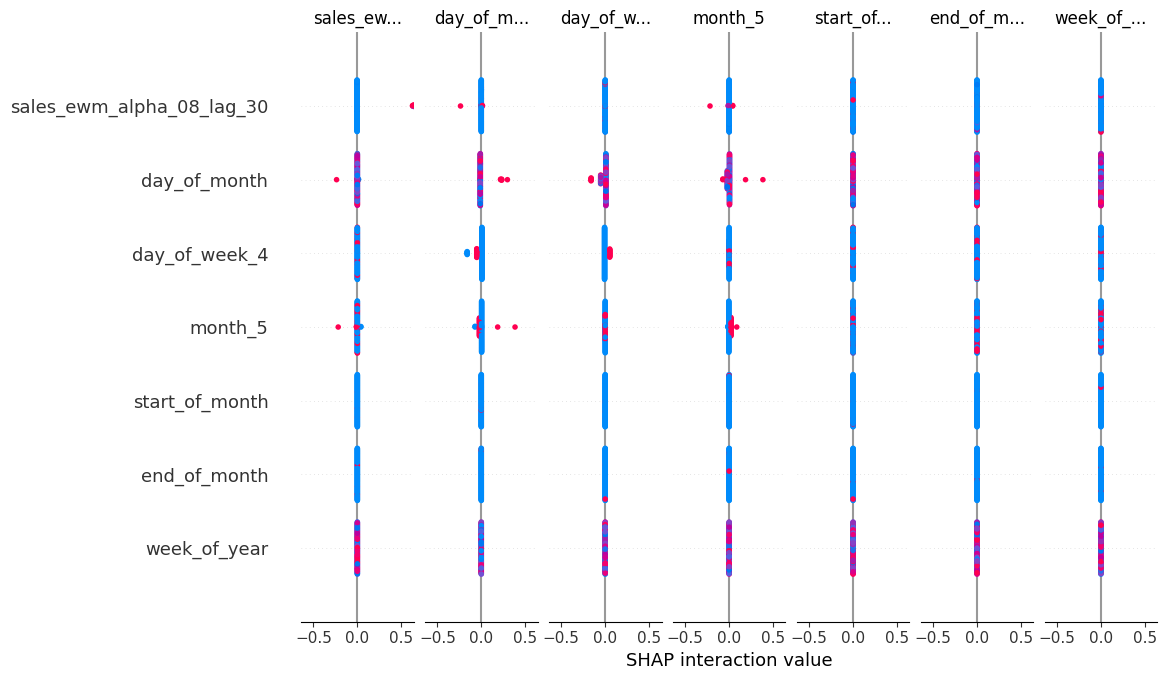 sales_ew... day_of_m... day_of_w... month_5 start_of... end_of_m... week_of_...
sales_ewm_alpha_08_lag_30
day_of_month
day_of_week_4
month_5
start_of_month
end_of_month
week_of_year
−0.5 0.0 0.5 −0.5 0.0 0.5 −0.5 0.0 0.5 −0.5 0.0 0.5 −0.5 0.0 0.5 −0.5 0.0 0.5 −0.5 0.0 0.5
SHAP interaction value